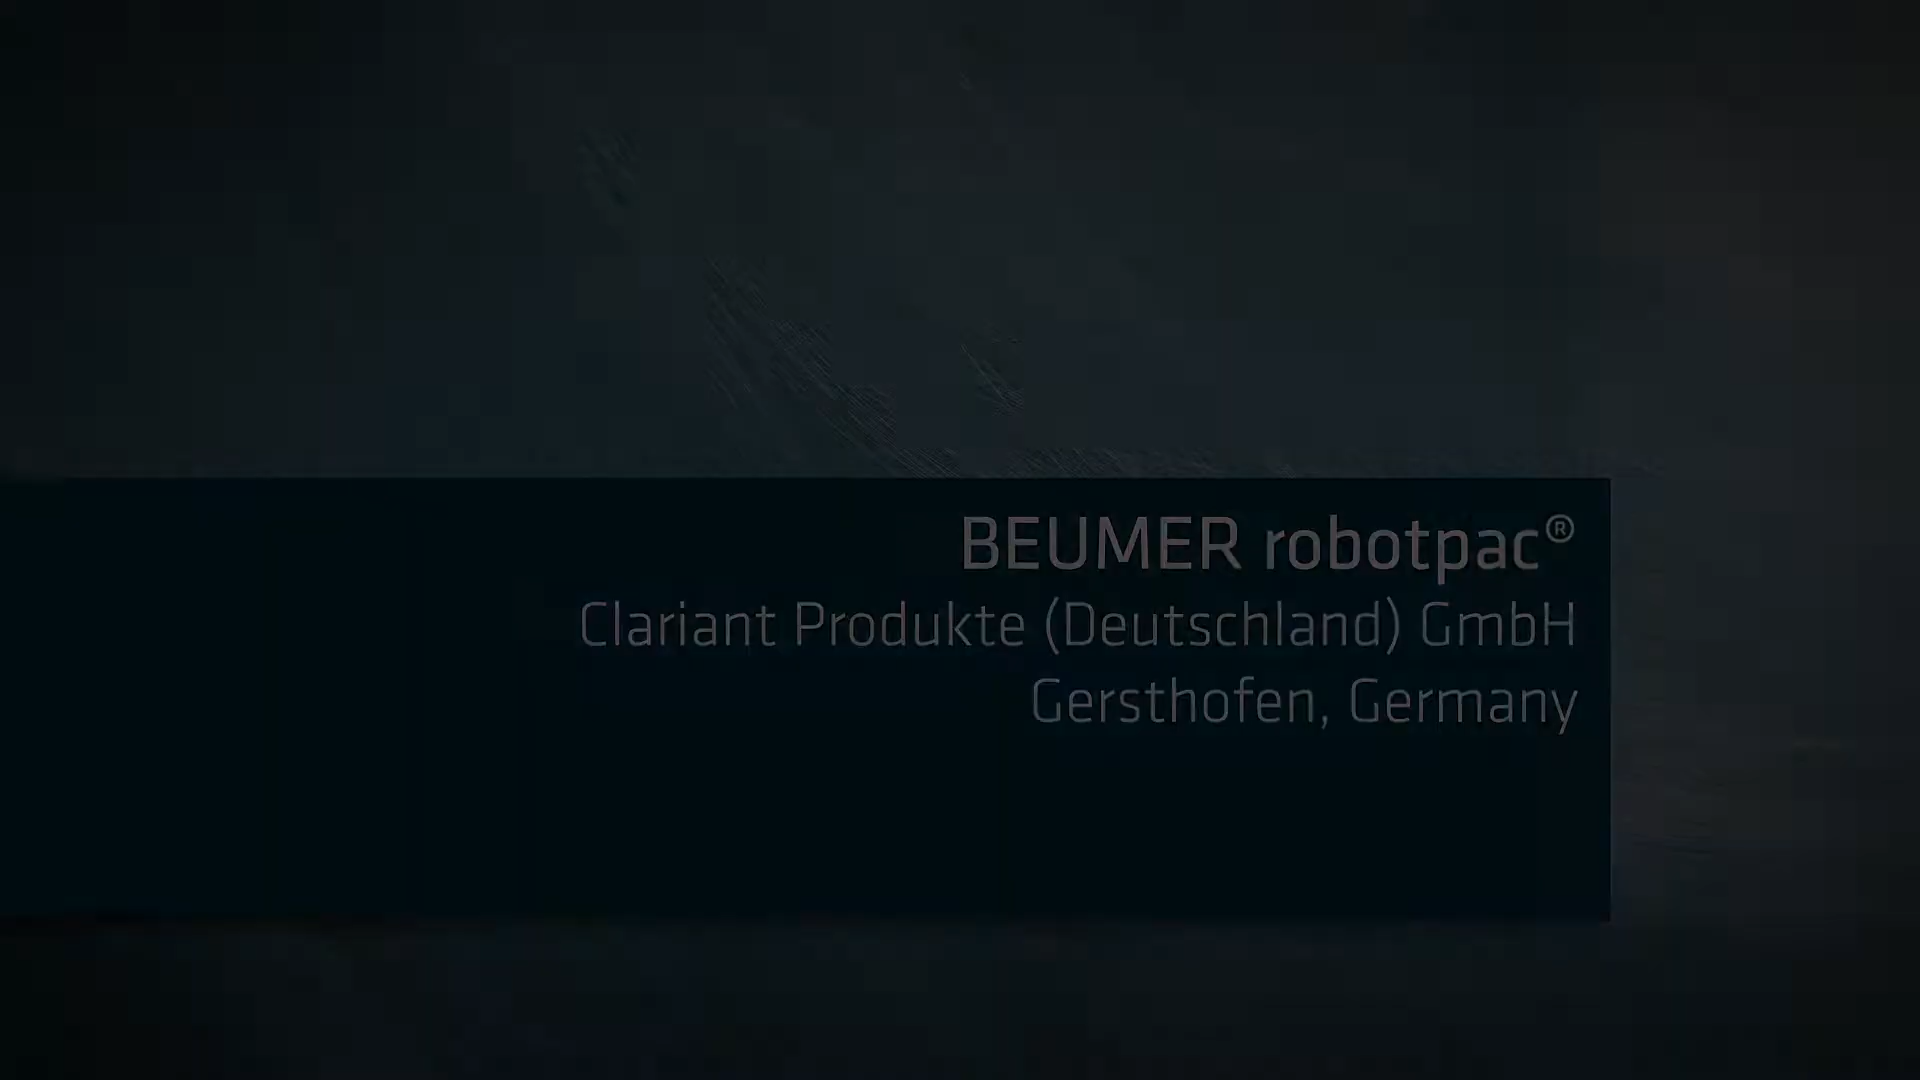 BEUMER robotpac®
Clariant Produkte (Deutschland) GmbH
Gersthofen, Germany